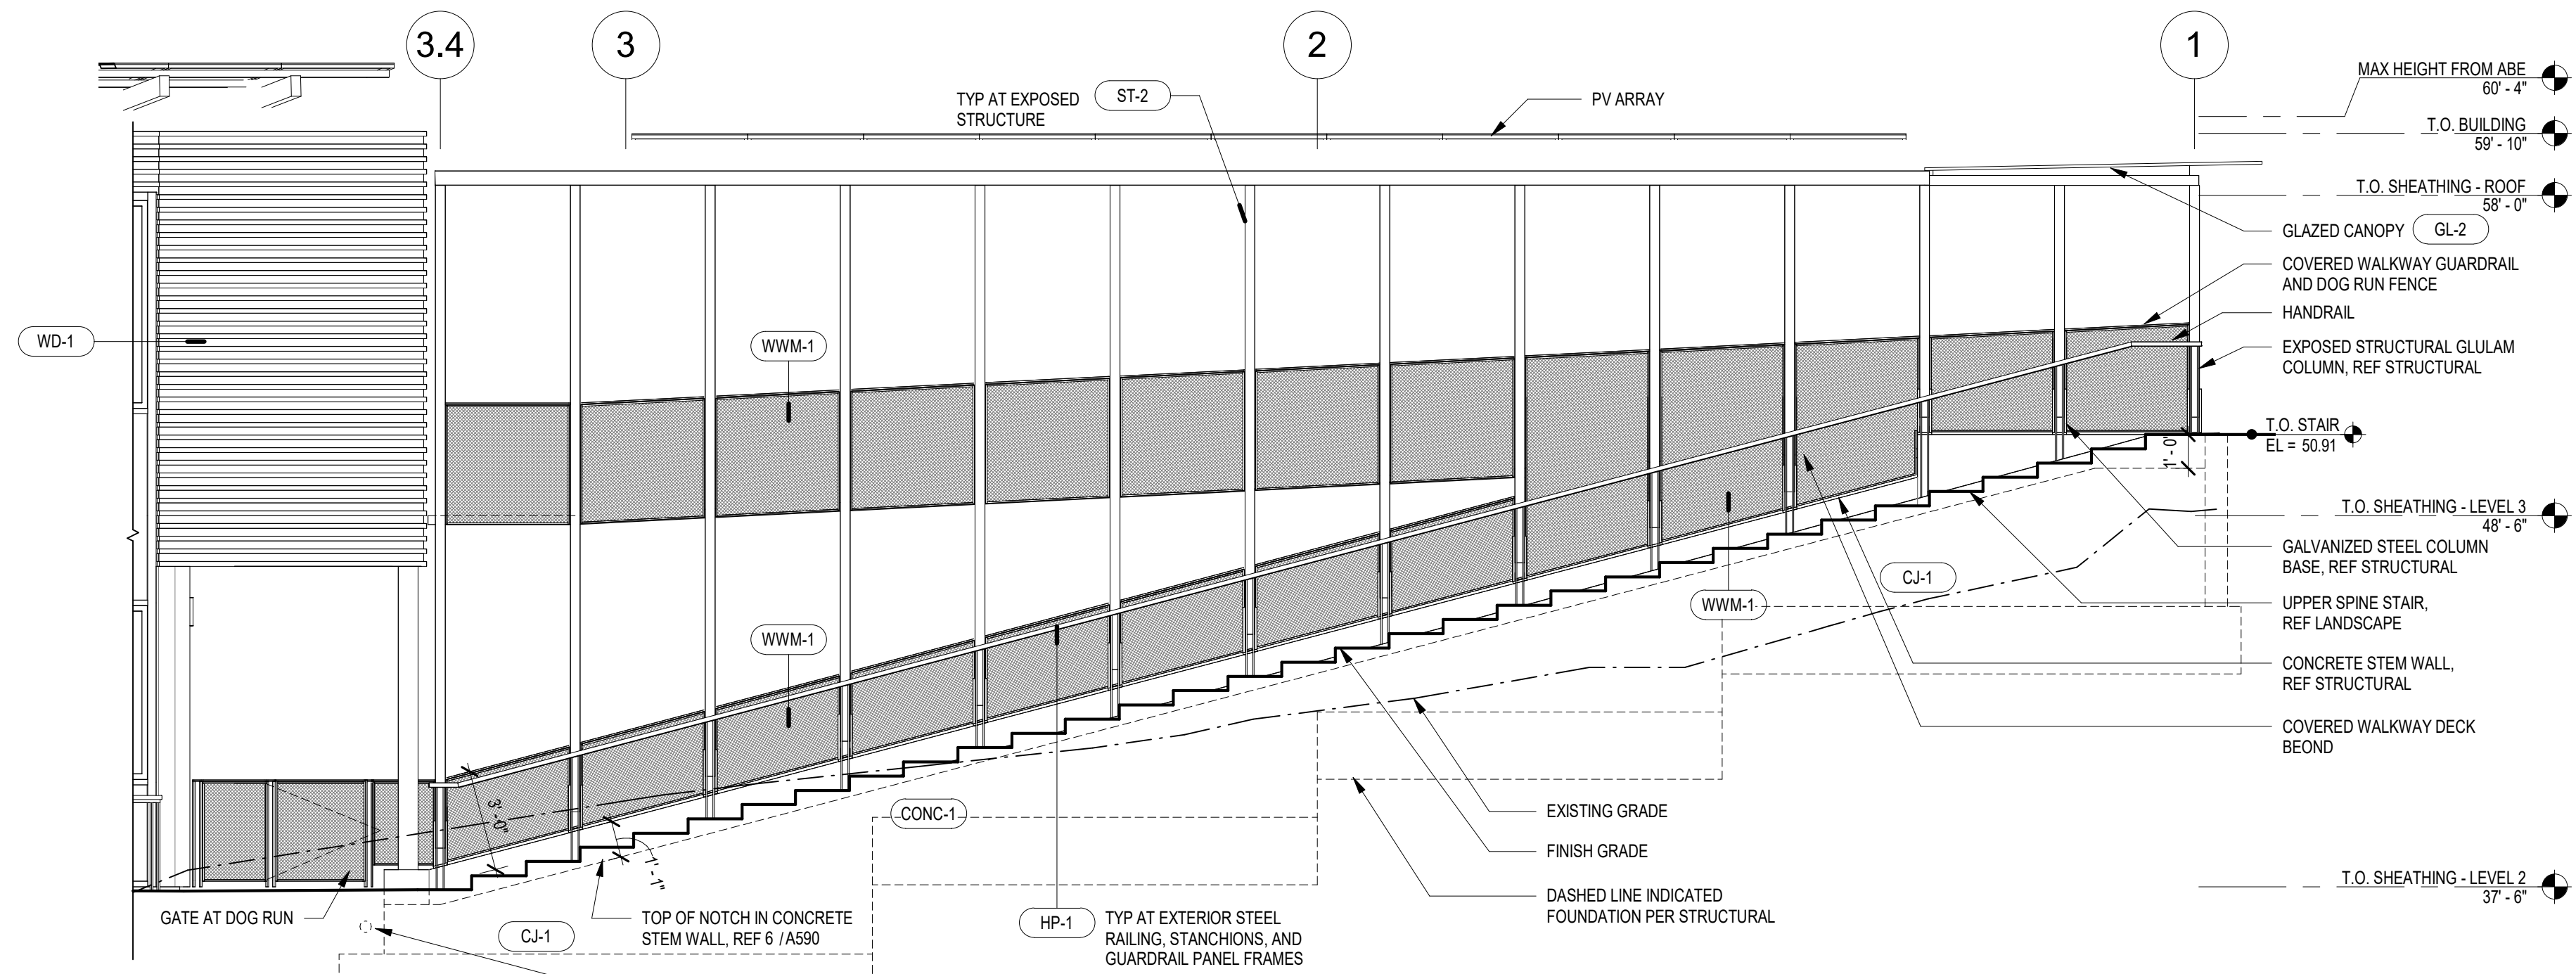 3.4
3
2
1
MAX HEIGHT FROM ABE
60' - 4"
TYP AT EXPOSED
STRUCTURE
ST-2
PV ARRAY
T.O. BUILDING
59' - 10"
T.O. SHEATHING - ROOF
58' - 0"
GLAZED CANOPY
GL-2
COVERED WALKWAY GUARDRAIL
AND DOG RUN FENCE
HANDRAIL
WD-1
WWM-1
EXPOSED STRUCTURAL GLULAM
COLUMN, REF STRUCTURAL
T.O. STAIR
EL = 50.91
1' - 0"
T.O. SHEATHING - LEVEL 3
48' - 6"
GALVANIZED STEEL COLUMN
BASE, REF STRUCTURAL
CJ-1
WWM-1
UPPER SPINE STAIR,
REF LANDSCAPE
WWM-1
CONCRETE STEM WALL,
REF STRUCTURAL
COVERED WALKWAY DECK
BEOND
3' - 0"
CONC-1
EXISTING GRADE
FINISH GRADE
1' - 1"
T.O. SHEATHING - LEVEL 2
37' - 6"
DASHED LINE INDICATED
FOUNDATION PER STRUCTURAL
GATE AT DOG RUN
CJ-1
TOP OF NOTCH IN CONCRETE
STEM WALL, REF 6 / A590
HP-1
TYP AT EXTERIOR STEEL
RAILING, STANCHIONS, AND
GUARDRAIL PANEL FRAMES